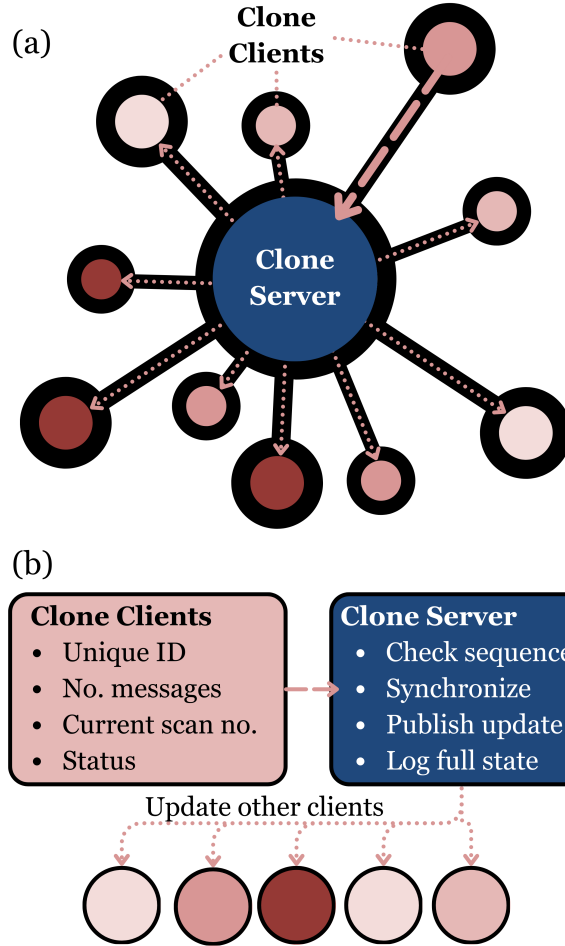 (a)
Clone
Clients
Clone
Server
(b)
Clone Clients
• Unique ID
• No. messages
• Current scan no.
• Status
Clone Server
• Check sequence
• Synchronize
• Publish update
• Log full state
Update other clients